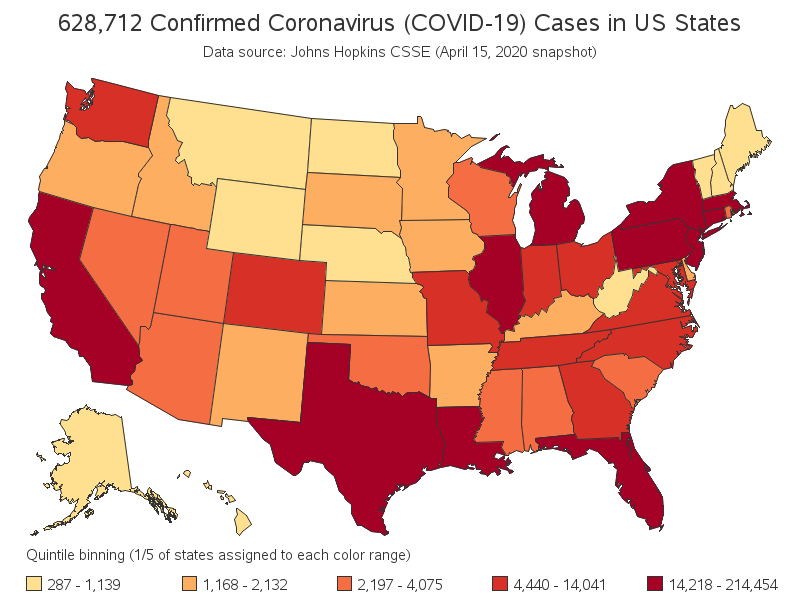 628,712 Confirmed Coronavirus (COVID-19) Cases in US States
Data source: Johns Hopkins CSSE (April 15, 2020 snapshot)
Quintile binning (1/5 of states assigned to each color range)
287 - 1,139 1,168 - 2,132 2,197 - 4,075 4,440 - 14,041 14,218 - 214,454